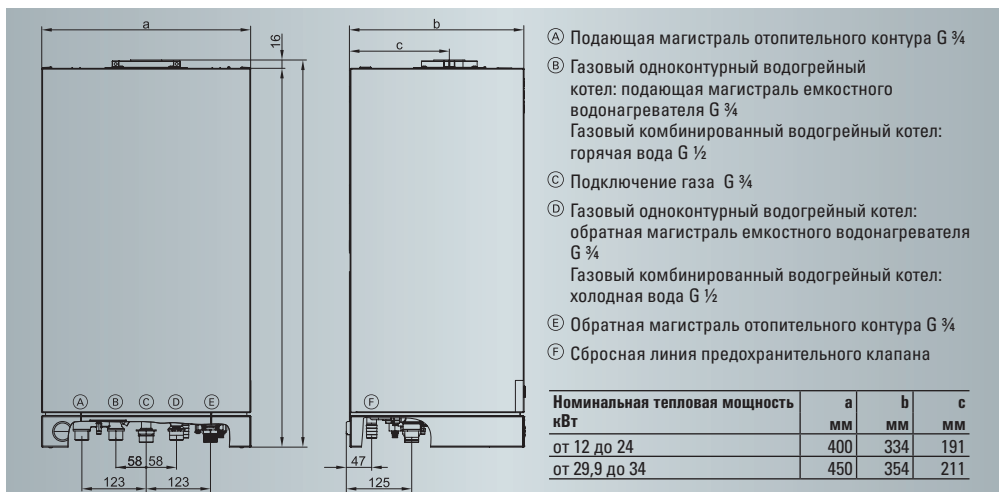 a
16
b
c
A B C D E
F
58 58
123 123
47
125
Ⓐ Подающая магистраль отопительного контура G ¾
Ⓑ Газовый одноконтурный водогрейный
котел: подающая магистраль емкостного
водонагревателя G ¾
Газовый комбинированный водогрейный котел:
горячая вода G ½
Ⓒ Подключение газа G ¾
Ⓓ Газовый одноконтурный водогрейный котел:
обратная магистраль емкостного водонагревателя
G ¾
Газовый комбинированный водогрейный котел:
холодная вода G ½
Ⓔ Обратная магистраль отопительного контура G ¾
Ⓕ Сбросная линия предохранительного клапана
Номинальная тепловая мощность a b c
кВт мм мм мм
от 12 до 24 400 334 191
от 29,9 до 34 450 354 211